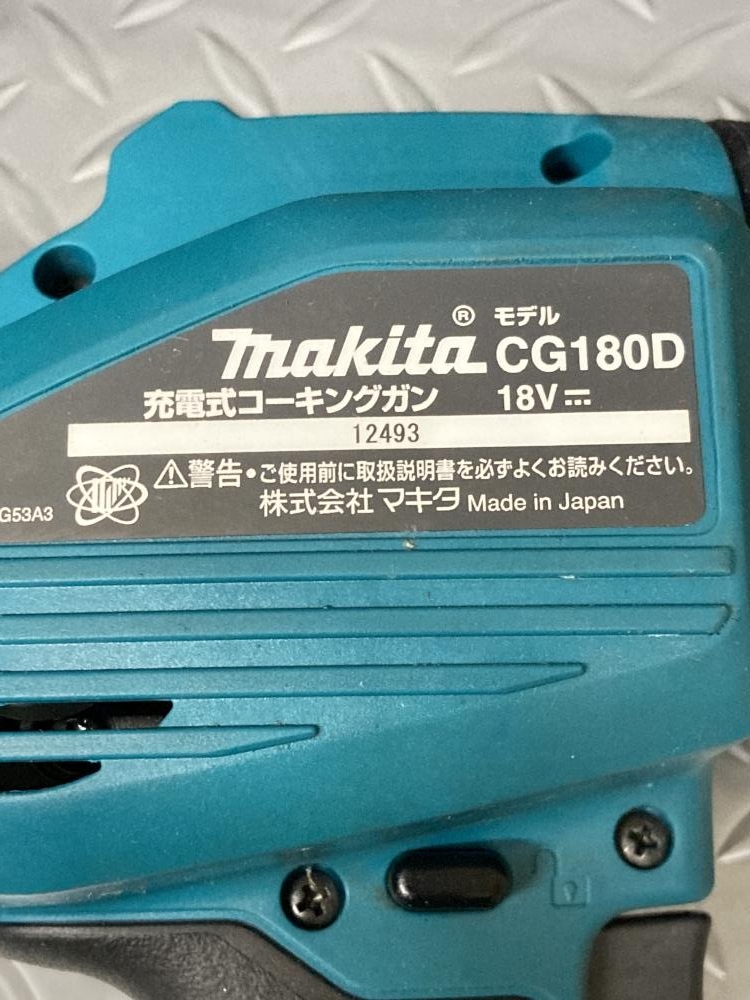 makita® モデル CG180D
充電式コーキングガン 18V
12493
警告・ご使用前に取扱説明書を必ずよくお読みください。
G53A3 株式会社マキタ Made in Japan